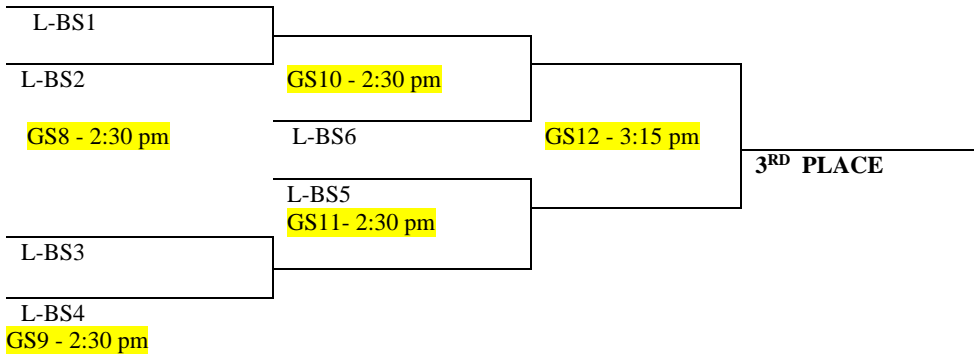 L-BS1
L-BS2
GS10 - 2:30 pm
GS8 - 2:30 pm
L-BS6
GS12 - 3:15 pm
3RD PLACE
L-BS5
GS11- 2:30 pm
L-BS3
L-BS4
GS9 - 2:30 pm